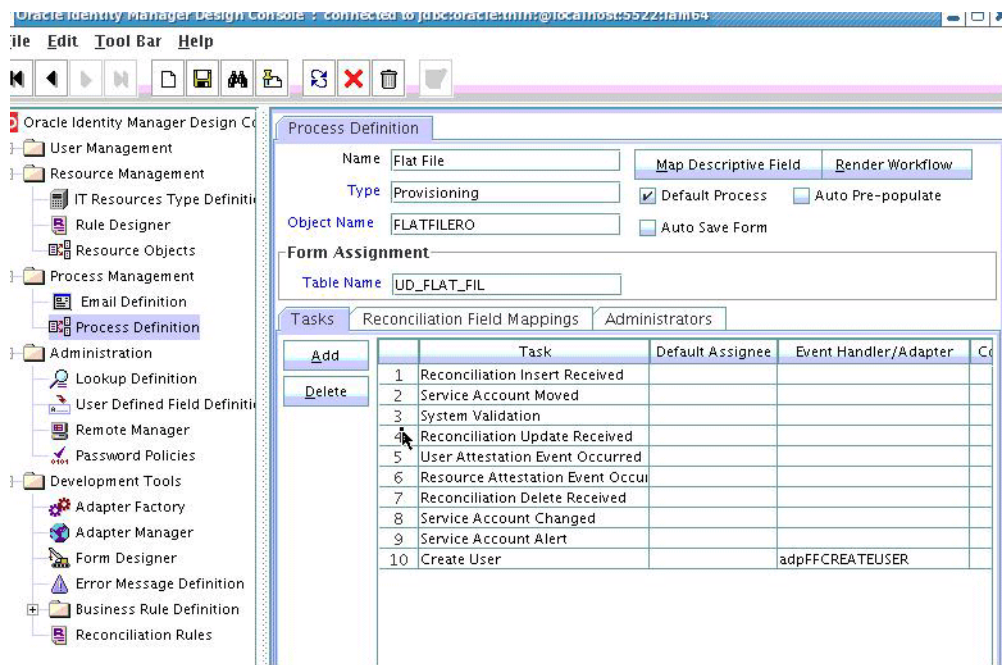 Oracle Identity Manager Design Console : connected to jdbc:oracle:thin:@localhost:5522:iam64
ile Edit Tool Bar Help
Oracle Identity Manager Design Co
User Management
Resource Management
IT Resources Type Definiti
Rule Designer
Resource Objects
Process Management
Email Definition
Process Definition
Administration
Lookup Definition
User Defined Field Definiti
Remote Manager
Password Policies
Development Tools
Adapter Factory
Adapter Manager
Form Designer
Error Message Definition
Business Rule Definition
Reconciliation Rules
Process Definition
Name Flat File
Map Descriptive Field Render Workflow
Type Provisioning
Default Process Auto Pre-populate
Object Name FLATFILERO
Auto Save Form
Form Assignment
Table Name UD_FLAT_FIL
Tasks Reconciliation Field Mappings Administrators
Add
Delete
Task Default Assignee Event Handler/Adapter Co
1 Reconciliation Insert Received
2 Service Account Moved
3 System Validation
4 Reconciliation Update Received
5 User Attestation Event Occurred
6 Resource Attestation Event Occur
7 Reconciliation Delete Received
8 Service Account Changed
9 Service Account Alert
10 Create User adpFFCREATEUSER